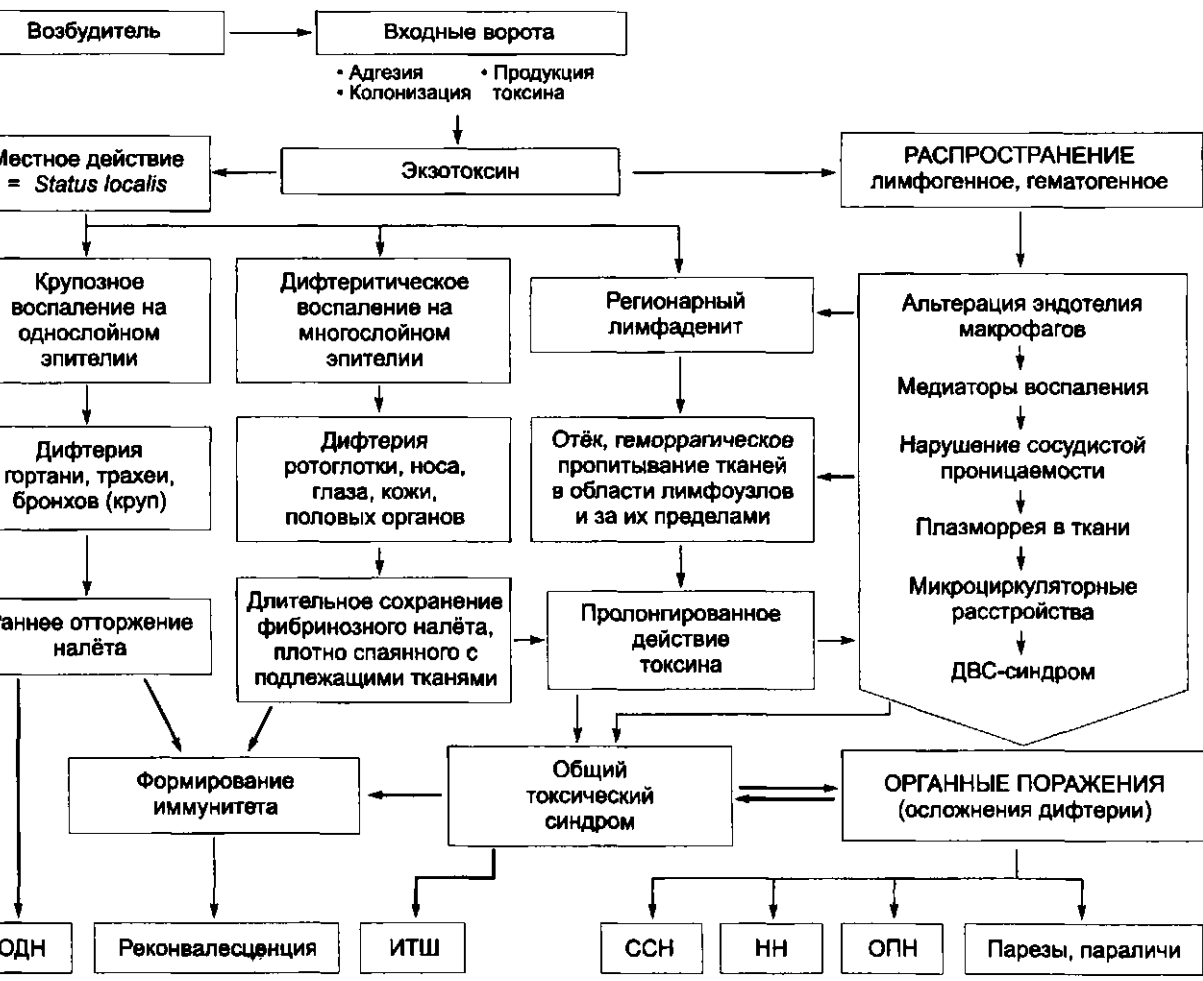 Возбудитель
Входные ворота
• Адгезия • Продукция
• Колонизация токсина
Местное действие
= Status localis
Экзотоксин
РАСПРОСТРАНЕНИЕ
лимфогенное, гематогенное
Крупозное
воспаление на
однослойном
эпителии
Дифтеритическое
воспаление на
многослойном
эпителии
Регионарный
лимфаденит
Альтерация эндотелия
макрофагов
Медиаторы воспаления
Нарушение сосудистой
проницаемости
Плазморрея в ткани
Микроциркуляторные
расстройства
ДВС-синдром
Дифтерия
гортани, трахеи,
бронхов (круп)
Дифтерия
ротоглотки, носа,
глаза, кожи,
половых органов
Отёк, геморрагическое
пропитывание тканей
в области лимфоузлов
и за их пределами
Раннее отторжение
налёта
Длительное сохранение
фибринозного налёта,
плотно спаянного с
подлежащими тканями
Пролонгированное
действие
токсина
Формирование
иммунитета
Общий
токсический
синдром
ОРГАННЫЕ ПОРАЖЕНИЯ
(осложнения дифтерии)
ОДН
Реконвалесценция
ИТШ
ССН
НН
ОПН
Парезы, параличи